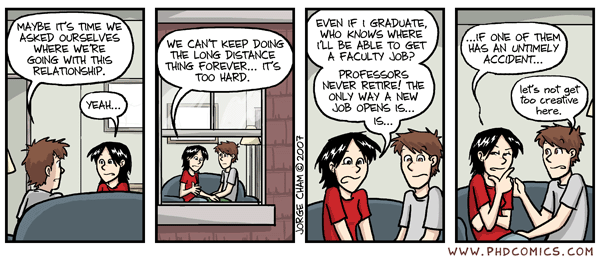 MAYBE IT'S TIME WE
ASKED OURSELVES
WHERE WE'RE
GOING WITH THIS
RELATIONSHIP.
YEAH...
WE CAN'T KEEP DOING
THE LONG DISTANCE
THING FOREVER... IT'S
TOO HARD.
JORGE CHAM © 2007
EVEN IF I GRADUATE,
WHO KNOWS WHERE
I'LL BE ABLE TO GET
A FACULTY JOB?
PROFESSORS
NEVER RETIRE! THE
ONLY WAY A NEW
JOB OPENS IS...
IS...
...IF ONE OF THEM
HAS AN UNTIMELY
ACCIDENT...
let's not get
too creative
here.
WWW.PHDCOMICS.COM